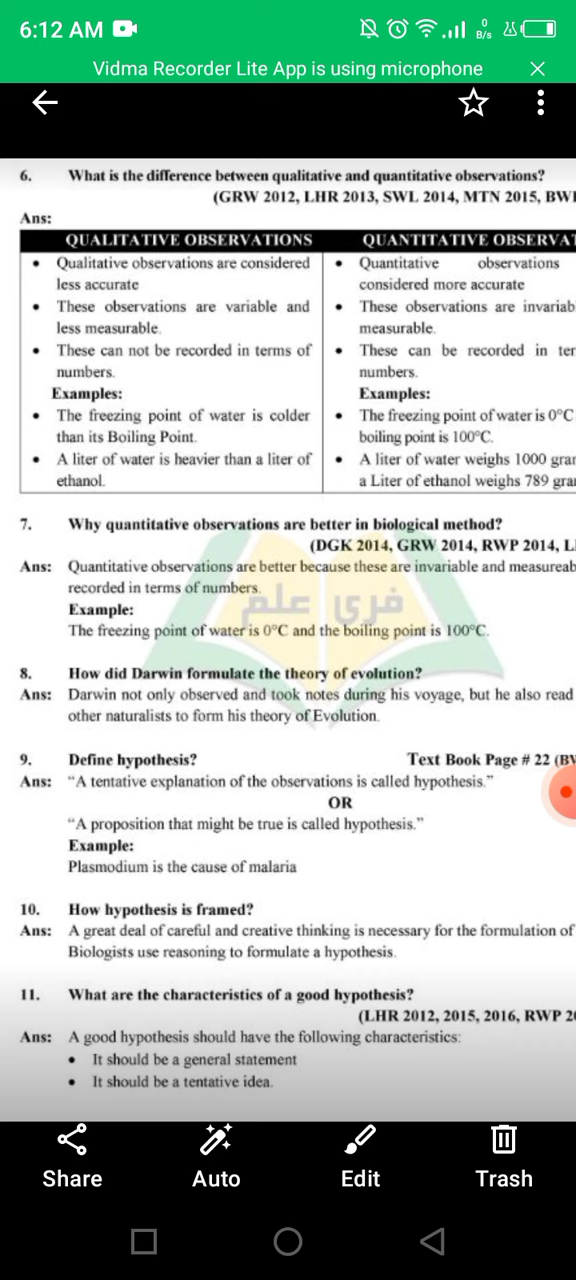 6:12 AM
0
B/s
Vidma Recorder Lite App is using microphone
6. What is the difference between qualitative and quantitative observations?
(GRW 2012, LHR 2013, SWL 2014, MTN 2015, BW
Ans:
QUALITATIVE OBSERVATIONS QUANTITATIVE OBSERVAT
• Qualitative observations are considered • Quantitative observations
less accurate considered more accurate
• These observations are variable and • These observations are invariab
less measurable. measurable.
• These can not be recorded in terms of • These can be recorded in ter
numbers. numbers.
Examples: Examples:
• The freezing point of water is colder • The freezing point of water is 0°C
than its Boiling Point. boiling point is 100°C.
• A liter of water is heavier than a liter of • A liter of water weighs 1000 gra
ethanol. a Liter of ethanol weighs 789 gra
7. Why quantitative observations are better in biological method?
(DGK 2014, GRW 2014, RWP 2014, L
Ans: Quantitative observations are better because these are invariable and measureab
recorded in terms of numbers.
Example:
The freezing point of water is 0°C and the boiling point is 100°C.
فری علم
8. How did Darwin formulate the theory of evolution?
Ans: Darwin not only observed and took notes during his voyage, but he also read
other naturalists to form his theory of Evolution.
9. Define hypothesis? Text Book Page # 22 (BW
Ans: “A tentative explanation of the observations is called hypothesis.”
OR
“A proposition that might be true is called hypothesis.”
Example:
Plasmodium is the cause of malaria
10. How hypothesis is framed?
Ans: A great deal of careful and creative thinking is necessary for the formulation of
Biologists use reasoning to formulate a hypothesis.
11. What are the characteristics of a good hypothesis?
(LHR 2012, 2015, 2016, RWP 20
Ans: A good hypothesis should have the following characteristics:
• It should be a general statement
• It should be a tentative idea.
Share Auto Edit Trash